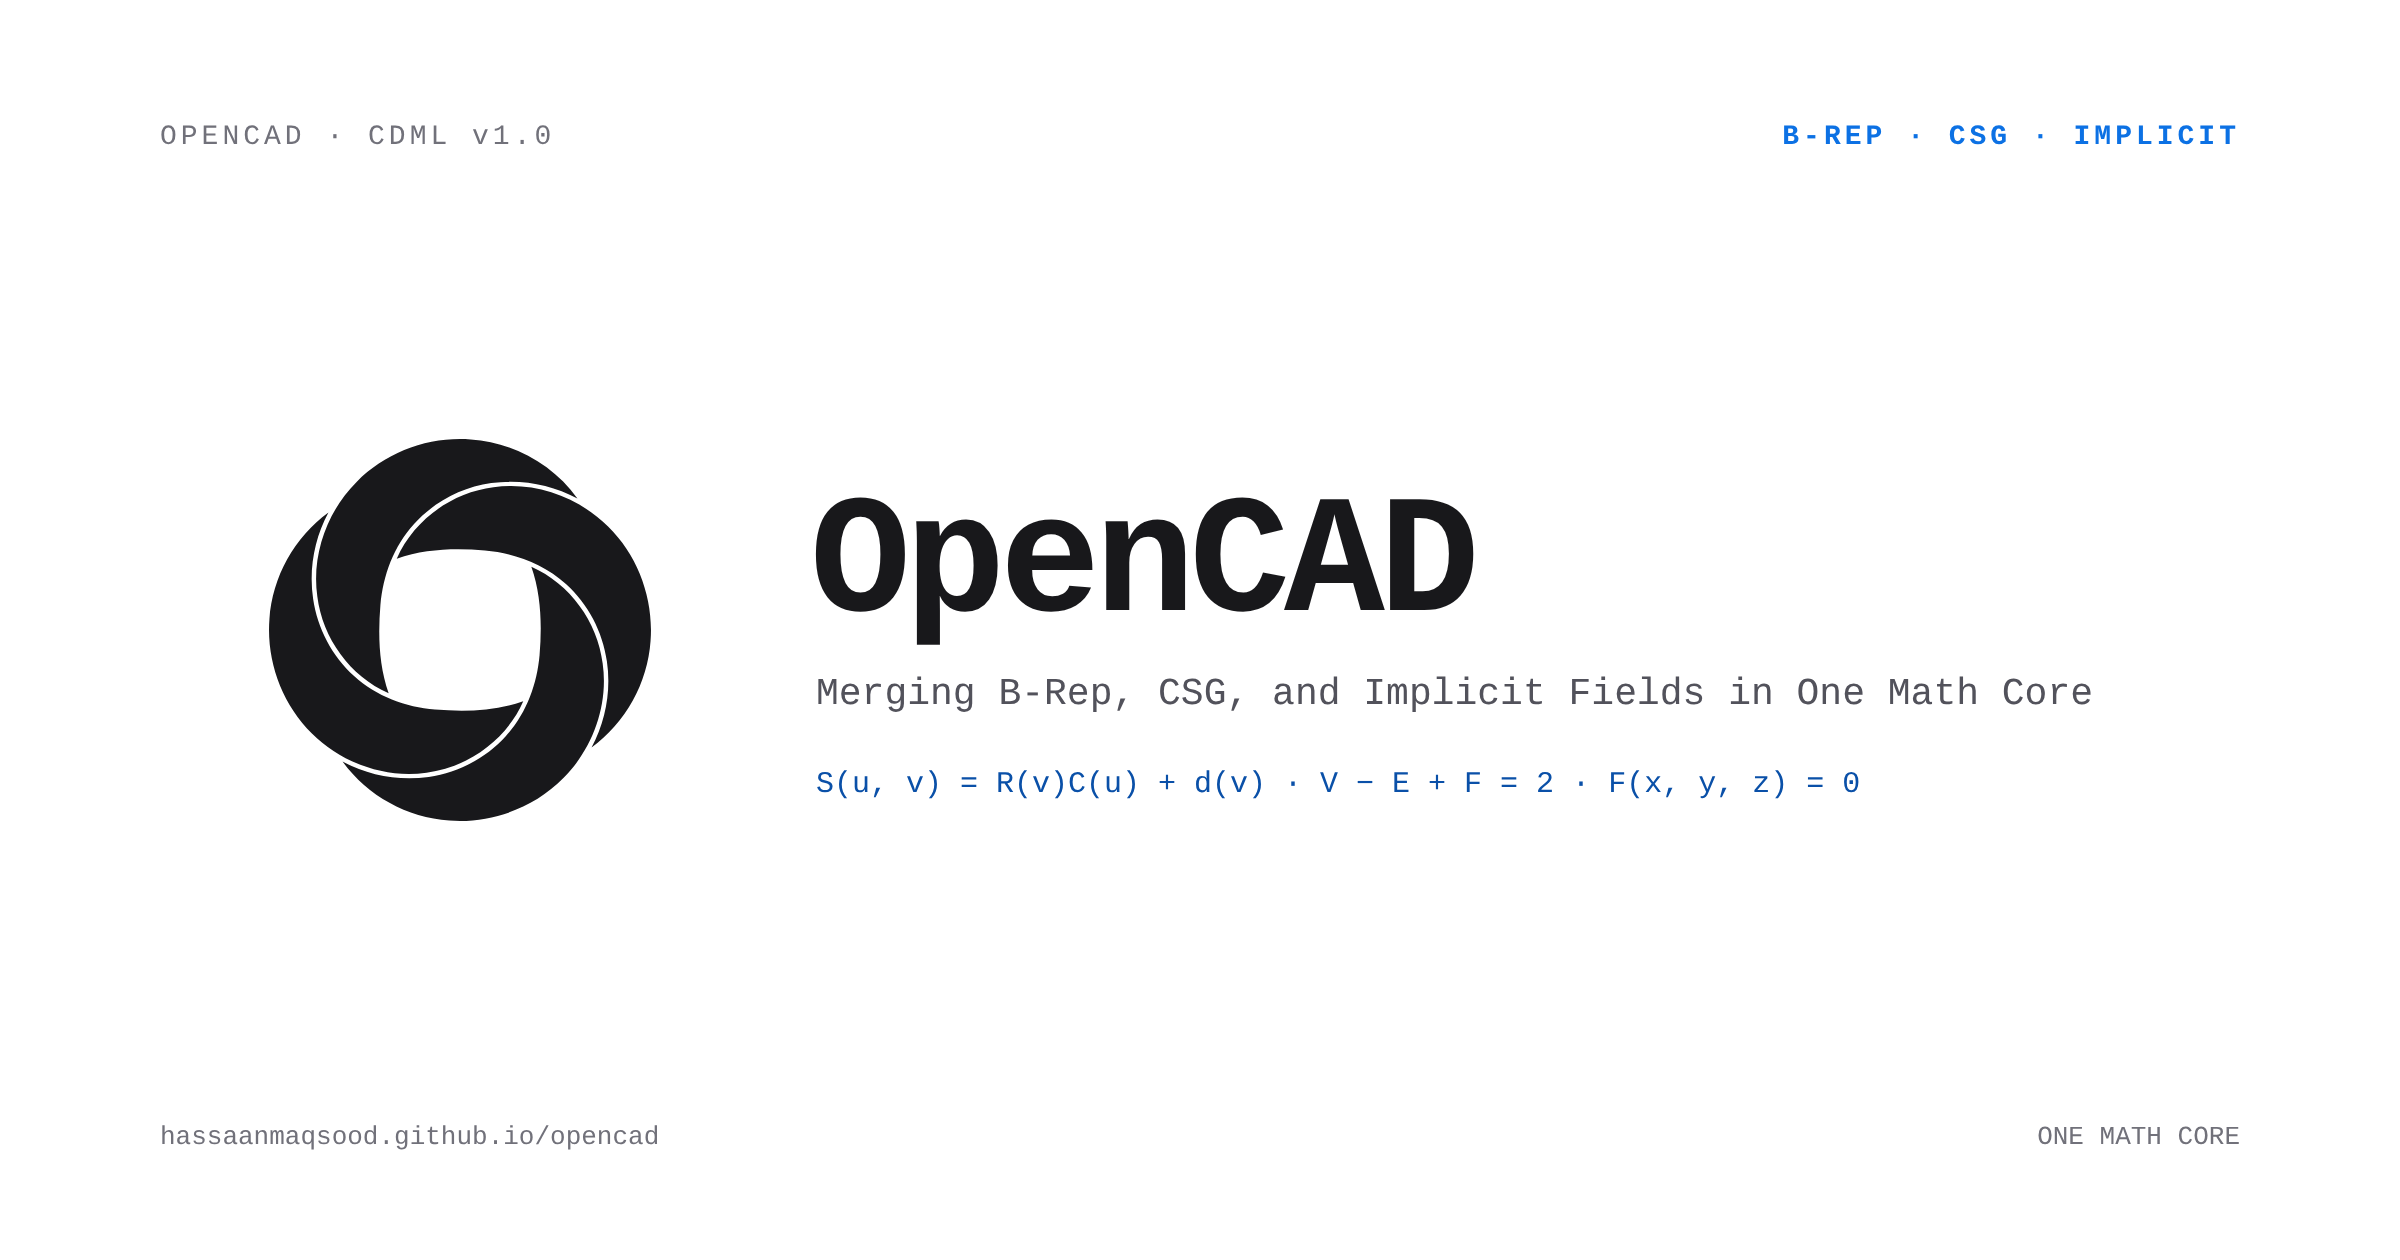 OPENCAD · CDML v1.0
B-REP · CSG · IMPLICIT
OpenCAD
Merging B-Rep, CSG, and Implicit Fields in One Math Core
S(u, v) = R(v)C(u) + d(v) · V − E + F = 2 · F(x, y, z) = 0
hassaanmaqsood.github.io/opencad
ONE MATH CORE